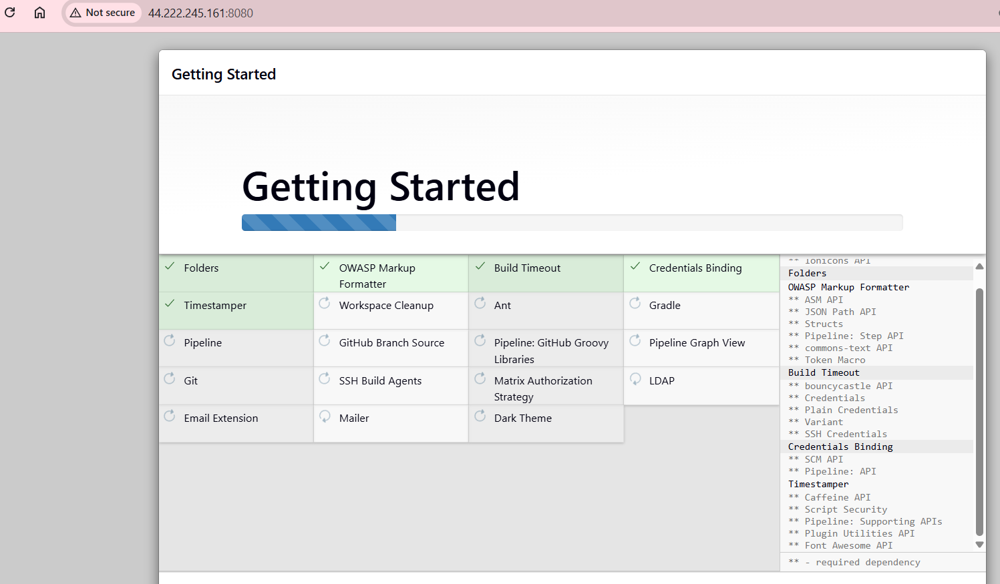 Not secure
44.222.245.161:8080
Getting Started
Getting Started
Folders
OWASP Markup
Formatter
Build Timeout
Credentials Binding
Timestamper
Workspace Cleanup
Ant
Gradle
Pipeline
GitHub Branch Source
Pipeline: GitHub Groovy
Libraries
Pipeline Graph View
Git
SSH Build Agents
Matrix Authorization
Strategy
LDAP
Email Extension
Mailer
Dark Theme
** Ionicons API
Folders
OWASP Markup Formatter
** ASM API
** JSON Path API
** Structs
** Pipeline: Step API
** commons-text API
** Token Macro
Build Timeout
** bouncycastle API
** Credentials
** Plain Credentials
** Variant
** SSH Credentials
Credentials Binding
** SCM API
** Pipeline: API
Timestamper
** Caffeine API
** Script Security
** Pipeline: Supporting APIs
** Plugin Utilities API
** Font Awesome API
** - required dependency